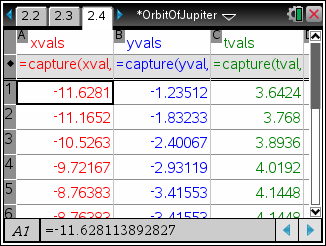 2.2 2.3 2.4 *OrbitOfJupiter
A xvals B yvals C tvals
=capture(xval, =capture(yval, =capture(tval,
1 -11.6281 -1.23512 3.6424
2 -11.1652 -1.83233 3.768
3 -10.5263 -2.40067 3.8936
4 -9.72167 -2.93119 4.0192
5 -8.76383 -3.41553 4.1448
6 -8.76383 -3.41553 4.1448
A1 =-11.628113892827